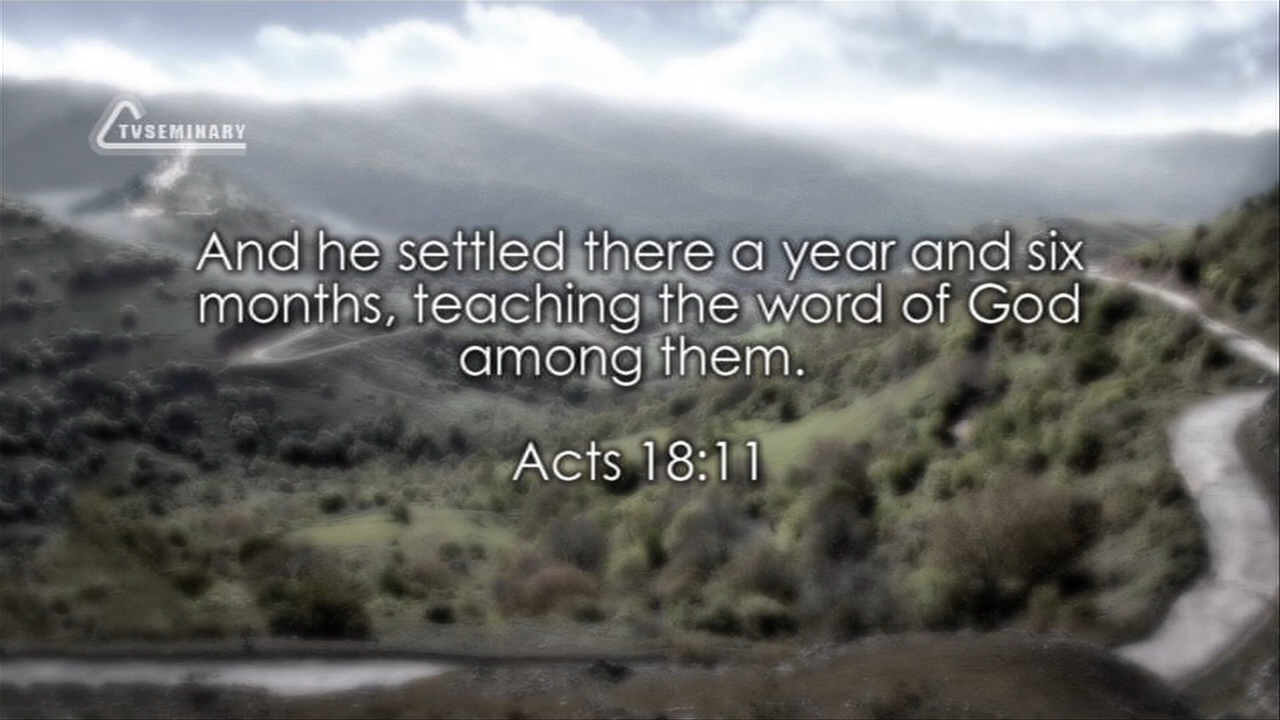 TVSEMINARY
And he settled there a year and six
months, teaching the word of God
among them.
Acts 18:11